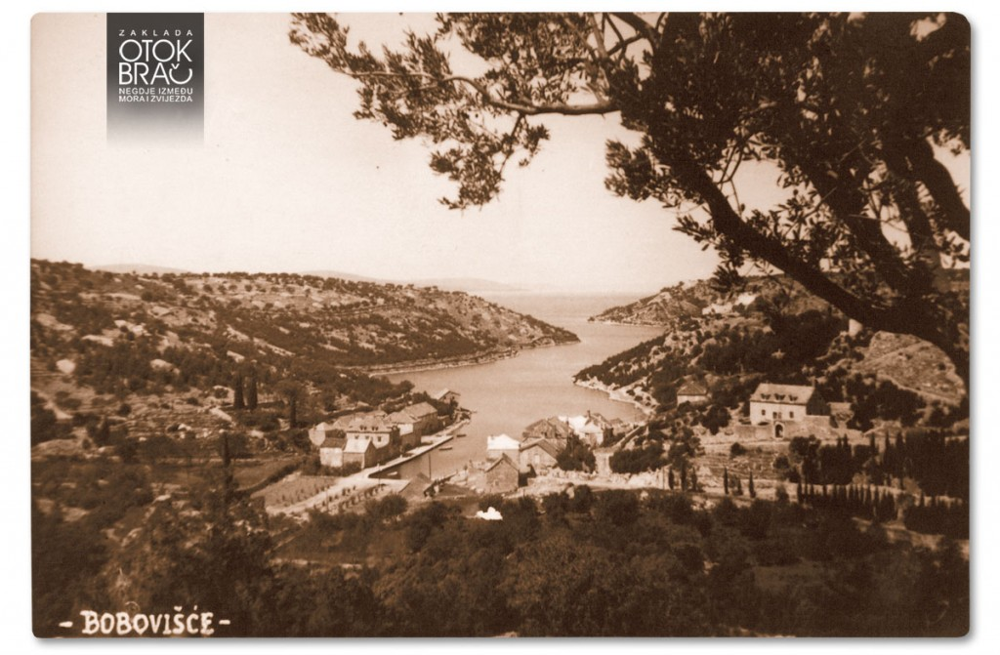 ZAKLADA
OTOK
BRAČ
NEGDJE IZMEĐU
MORA I ZVIJEZDA
- BOBOVIŠĆE -